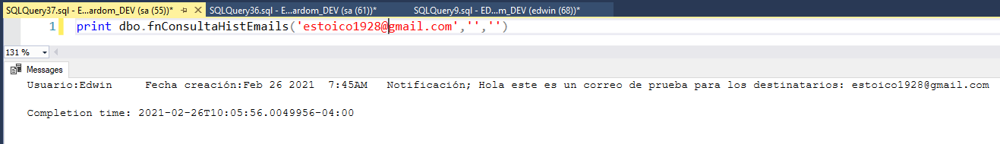 SQLQuery37.sql - E...ardom_DEV (sa (55))* SQLQuery36.sql - E...ardom_DEV (sa (61))* SQLQuery9.sql - ED...m_DEV (edwin (68))*
1 print dbo.fnConsultaHistEmails('estoico1928@gmail.com','','')
131 %
Messages
Usuario:Edwin Fecha creación:Feb 26 2021 7:45AM Notificación; Hola este es un correo de prueba para los destinatarios: estoico1928@gmail.com
Completion time: 2021-02-26T10:05:56.0049956-04:00